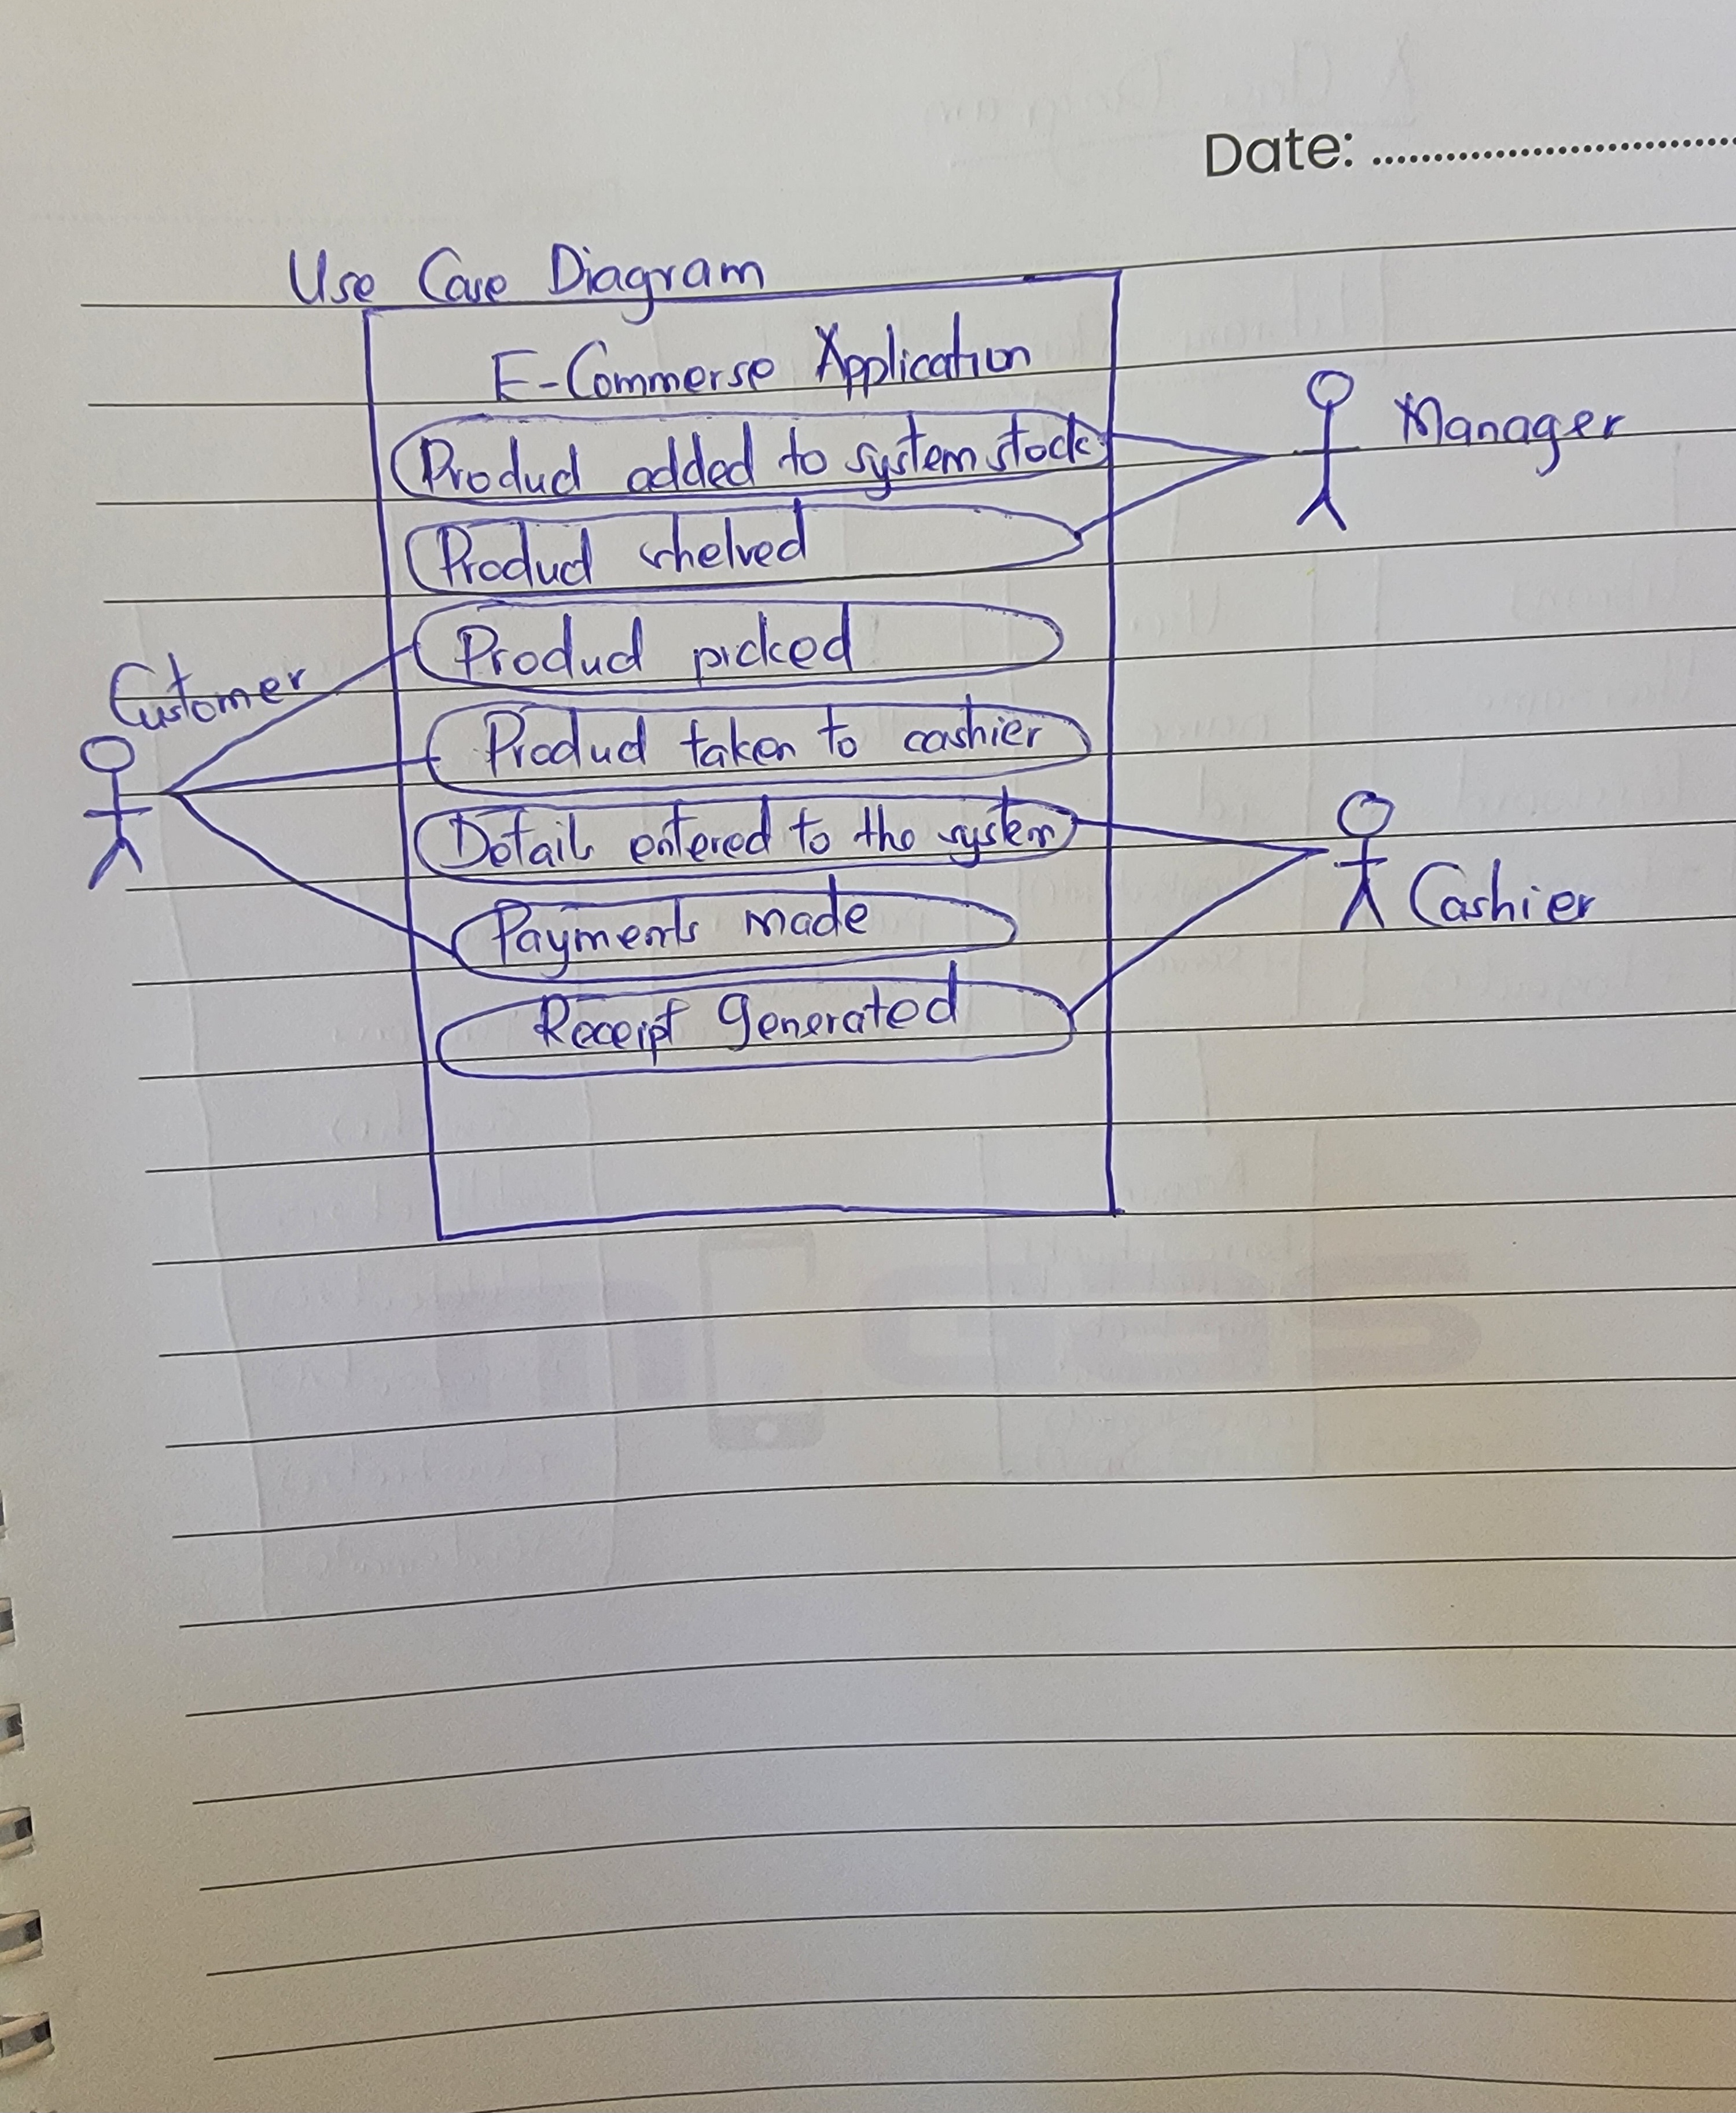 Date: ....................
Use Case Diagram
E-Commerse Application
Product added to system stock
Manager
Product shelved
Product picked
Customer
Product taken to cashier
Details entered to the system
Cashier
Payments made
Receipt generated